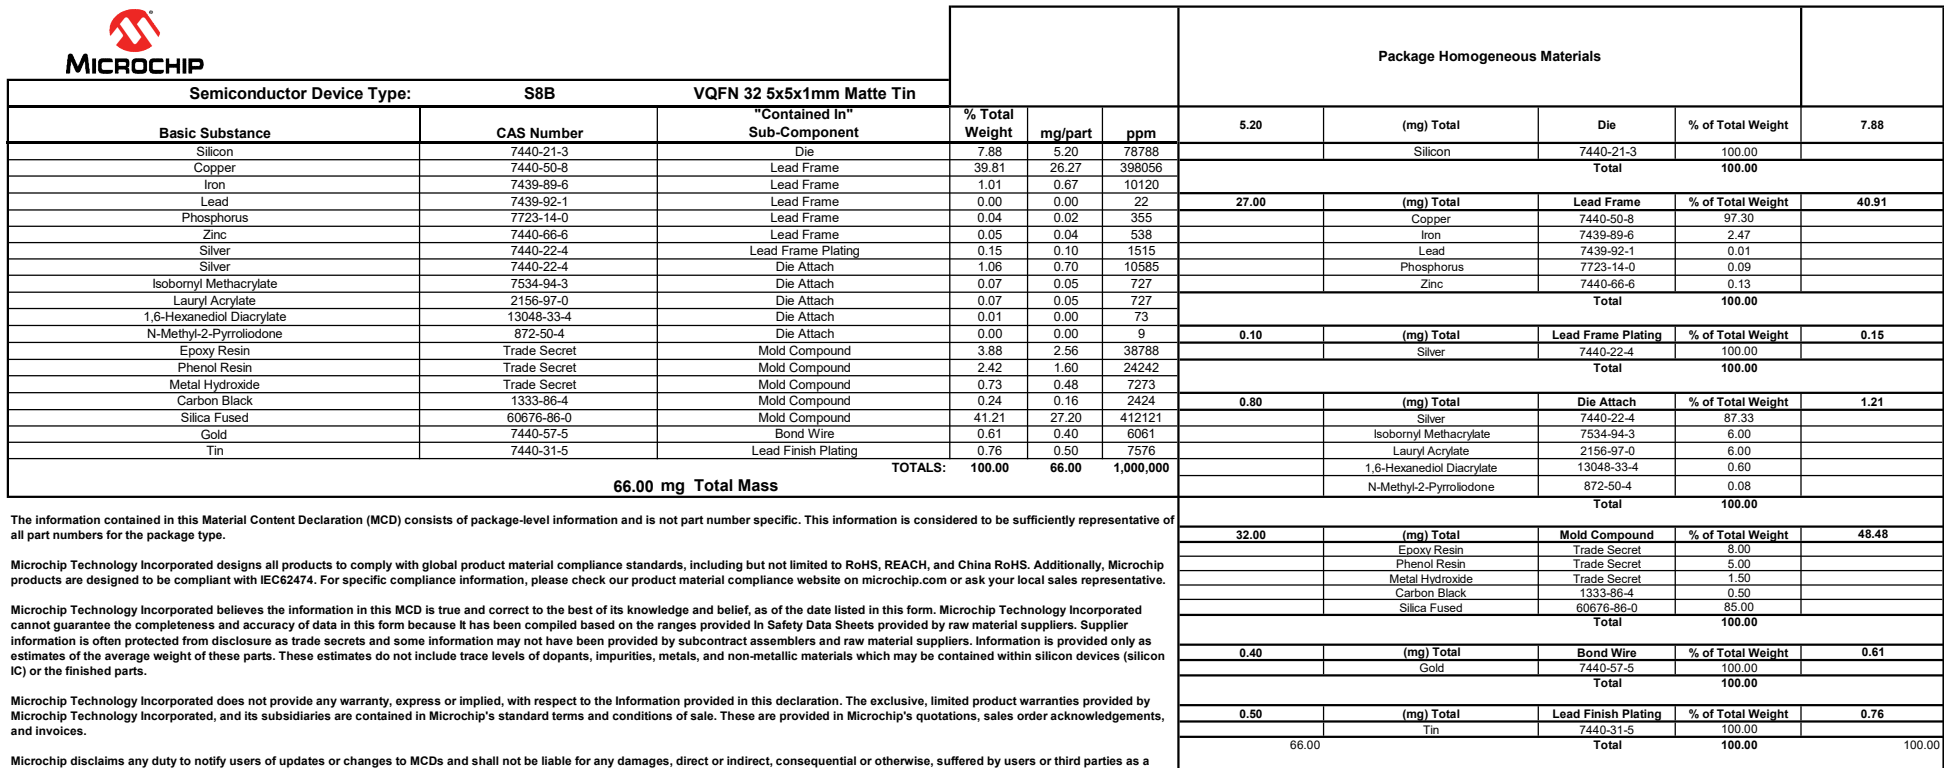 MICROCHIP
Semiconductor Device Type: S8B VQFN 32 5x5x1mm Matte Tin
Basic Substance CAS Number "Contained In" Sub-Component % Total Weight mg/part ppm
Silicon 7440-21-3 Die 7.88 5.20 78788
Copper 7440-50-8 Lead Frame 39.81 26.27 398056
Iron 7439-89-6 Lead Frame 1.01 0.67 10120
Lead 7439-92-1 Lead Frame 0.00 0.00 22
Phosphorus 7723-14-0 Lead Frame 0.04 0.02 355
Zinc 7440-66-6 Lead Frame 0.05 0.04 538
Silver 7440-22-4 Lead Frame Plating 0.15 0.10 1515
Silver 7440-22-4 Die Attach 1.06 0.70 10585
Isobornyl Methacrylate 7534-94-3 Die Attach 0.07 0.05 727
Lauryl Acrylate 2156-97-0 Die Attach 0.07 0.05 727
1,6-Hexanediol Diacrylate 13048-33-4 Die Attach 0.01 0.00 73
N-Methyl-2-Pyrroliodone 872-50-4 Die Attach 0.00 0.00 9
Epoxy Resin Trade Secret Mold Compound 3.88 2.56 38788
Phenol Resin Trade Secret Mold Compound 2.42 1.60 24242
Metal Hydroxide Trade Secret Mold Compound 0.73 0.48 7273
Carbon Black 1333-86-4 Mold Compound 0.24 0.16 2424
Silica Fused 60676-86-0 Mold Compound 41.21 27.20 412121
Gold 7440-57-5 Bond Wire 0.61 0.40 6061
Tin 7440-31-5 Lead Finish Plating 0.76 0.50 7576
TOTALS: 100.00 66.00 1,000,000
66.00 mg Total Mass
The information contained in this Material Content Declaration (MCD) consists of package-level information and is not part number specific. This information is considered to be sufficiently representative of
all part numbers for the package type.
Microchip Technology Incorporated designs all products to comply with global product material compliance standards, including but not limited to RoHS, REACH, and China RoHS. Additionally, Microchip
products are designed to be compliant with IEC62474. For specific compliance information, please check our product material compliance website on microchip.com or ask your local sales representative.
Microchip Technology Incorporated believes the information in this MCD is true and correct to the best of its knowledge and belief, as of the date listed in this form. Microchip Technology Incorporated
cannot guarantee the completeness and accuracy of data in this form because It has been compiled based on the ranges provided In Safety Data Sheets provided by raw material suppliers. Supplier
information is often protected from disclosure as trade secrets and some information may not have been provided by subcontract assemblers and raw material suppliers. Information is provided only as
estimates of the average weight of these parts. These estimates do not include trace levels of dopants, impurities, metals, and non-metallic materials which may be contained within silicon devices (silicon
IC) or the finished parts.
Microchip Technology Incorporated does not provide any warranty, express or implied, with respect to the Information provided in this declaration. The exclusive, limited product warranties provided by
Microchip Technology Incorporated, and its subsidiaries are contained in Microchip's standard terms and conditions of sale. These are provided in Microchip's quotations, sales order acknowledgements,
and invoices.
Microchip disclaims any duty to notify users of updates or changes to MCDs and shall not be liable for any damages, direct or indirect, consequential or otherwise, suffered by users or third parties as a
Package Homogeneous Materials
5.20 (mg) Total Die % of Total Weight 7.88
Silicon 7440-21-3 100.00
Total 100.00
27.00 (mg) Total Lead Frame % of Total Weight 40.91
Copper 7440-50-8 97.30
Iron 7439-89-6 2.47
Lead 7439-92-1 0.01
Phosphorus 7723-14-0 0.09
Zinc 7440-66-6 0.13
Total 100.00
0.10 (mg) Total Lead Frame Plating % of Total Weight 0.15
Silver 7440-22-4 100.00
Total 100.00
0.80 (mg) Total Die Attach % of Total Weight 1.21
Silver 7440-22-4 87.33
Isobornyl Methacrylate 7534-94-3 6.00
Lauryl Acrylate 2156-97-0 6.00
1,6-Hexanediol Diacrylate 13048-33-4 0.60
N-Methyl-2-Pyrroliodone 872-50-4 0.08
Total 100.00
32.00 (mg) Total Mold Compound % of Total Weight 48.48
Epoxy Resin Trade Secret 8.00
Phenol Resin Trade Secret 5.00
Metal Hydroxide Trade Secret 1.50
Carbon Black 1333-86-4 0.50
Silica Fused 60676-86-0 85.00
Total 100.00
0.40 (mg) Total Bond Wire % of Total Weight 0.61
Gold 7440-57-5 100.00
Total 100.00
0.50 (mg) Total Lead Finish Plating % of Total Weight 0.76
Tin 7440-31-5 100.00
66.00 Total 100.00 100.00